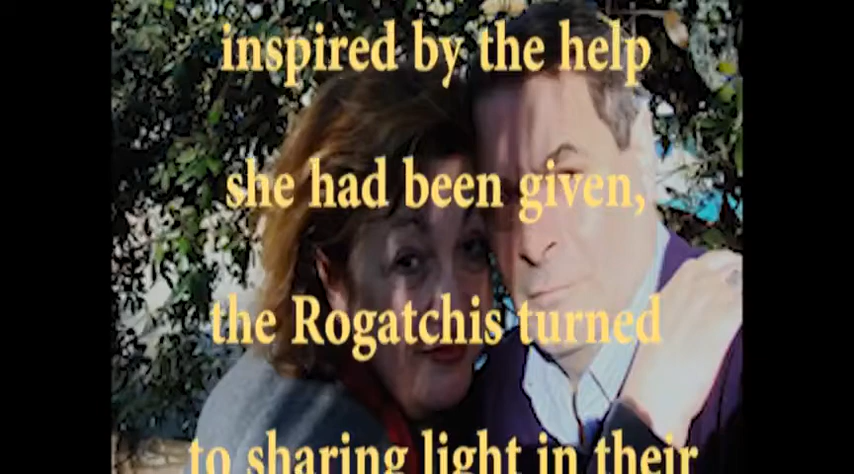 inspired by the help
she had been given,
the Rogatchis turned
to sharing light in their